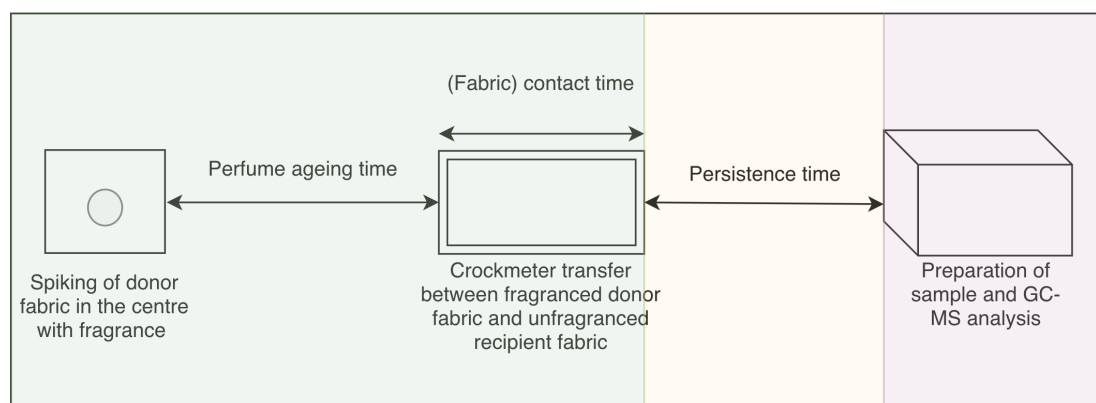 (Fabric) contact time
Perfume ageing time
Persistence time
Spiking of donor
fabric in the centre
with fragrance
Crockmeter transfer
between fragranced donor
fabric and unfragranced
recipient fabric
Preparation of
sample and GC-
MS analysis